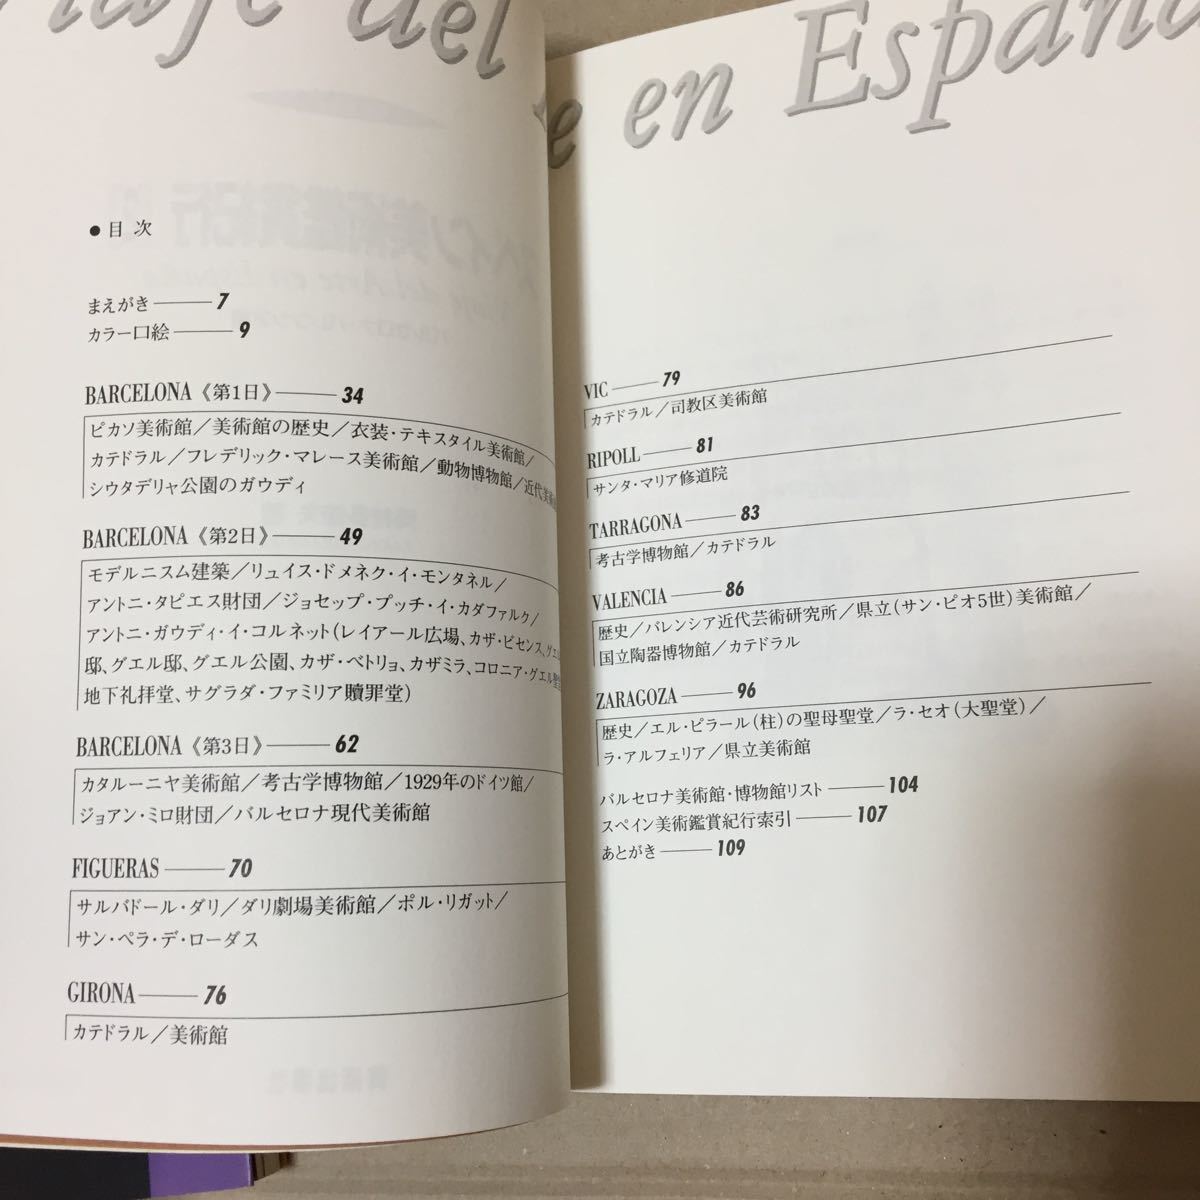 del
en España
● 目 次
まえがき 7
カラー口絵 9
BARCELONA《第1日》 34
ピカソ美術館／美術館の歴史／衣装・テキスタイル美術館／
カテドラル／フレデリック・マレース美術館／動物博物館／近代美術
シウタデリャ公園のガウディ
BARCELONA《第2日》 49
モデルニスム建築／リュイス・ドメネク・イ・モンタネル／
アントニ・タピエス財団／ジョセップ・プッチ・イ・カダファルク／
アントニ・ガウディ・イ・コルネット（レイアール広場、カザ・ビセンス、グエル
邸、グエル邸、グエル公園、カザ・ベトリョ、カザミラ、コロニア・グエル聖堂
地下礼拝堂、サグラダ・ファミリア贖罪堂）
BARCELONA《第3日》 62
カタルーニヤ美術館／考古学博物館／1929年のドイツ館／
ジョアン・ミロ財団／バルセロナ現代美術館
FIGUERAS 70
サルバドール・ダリ／ダリ劇場美術館／ポル・リガット／
サン・ペラ・デ・ローダス
GIRONA 76
カテドラル／美術館
VIC 79
カテドラル／司教区美術館
RIPOLL 81
サンタ・マリア修道院
TARRAGONA 83
考古学博物館／カテドラル
VALENCIA 86
歴史／バレンシア近代芸術研究所／県立（サン・ピオ5世）美術館／
国立陶器博物館／カテドラル
ZARAGOZA 96
歴史／エル・ピラール（柱）の聖母聖堂／ラ・セオ（大聖堂）／
ラ・アルフェリア／県立美術館
バルセロナ美術館・博物館リスト 104
スペイン美術鑑賞紀行索引 107
あとがき 109